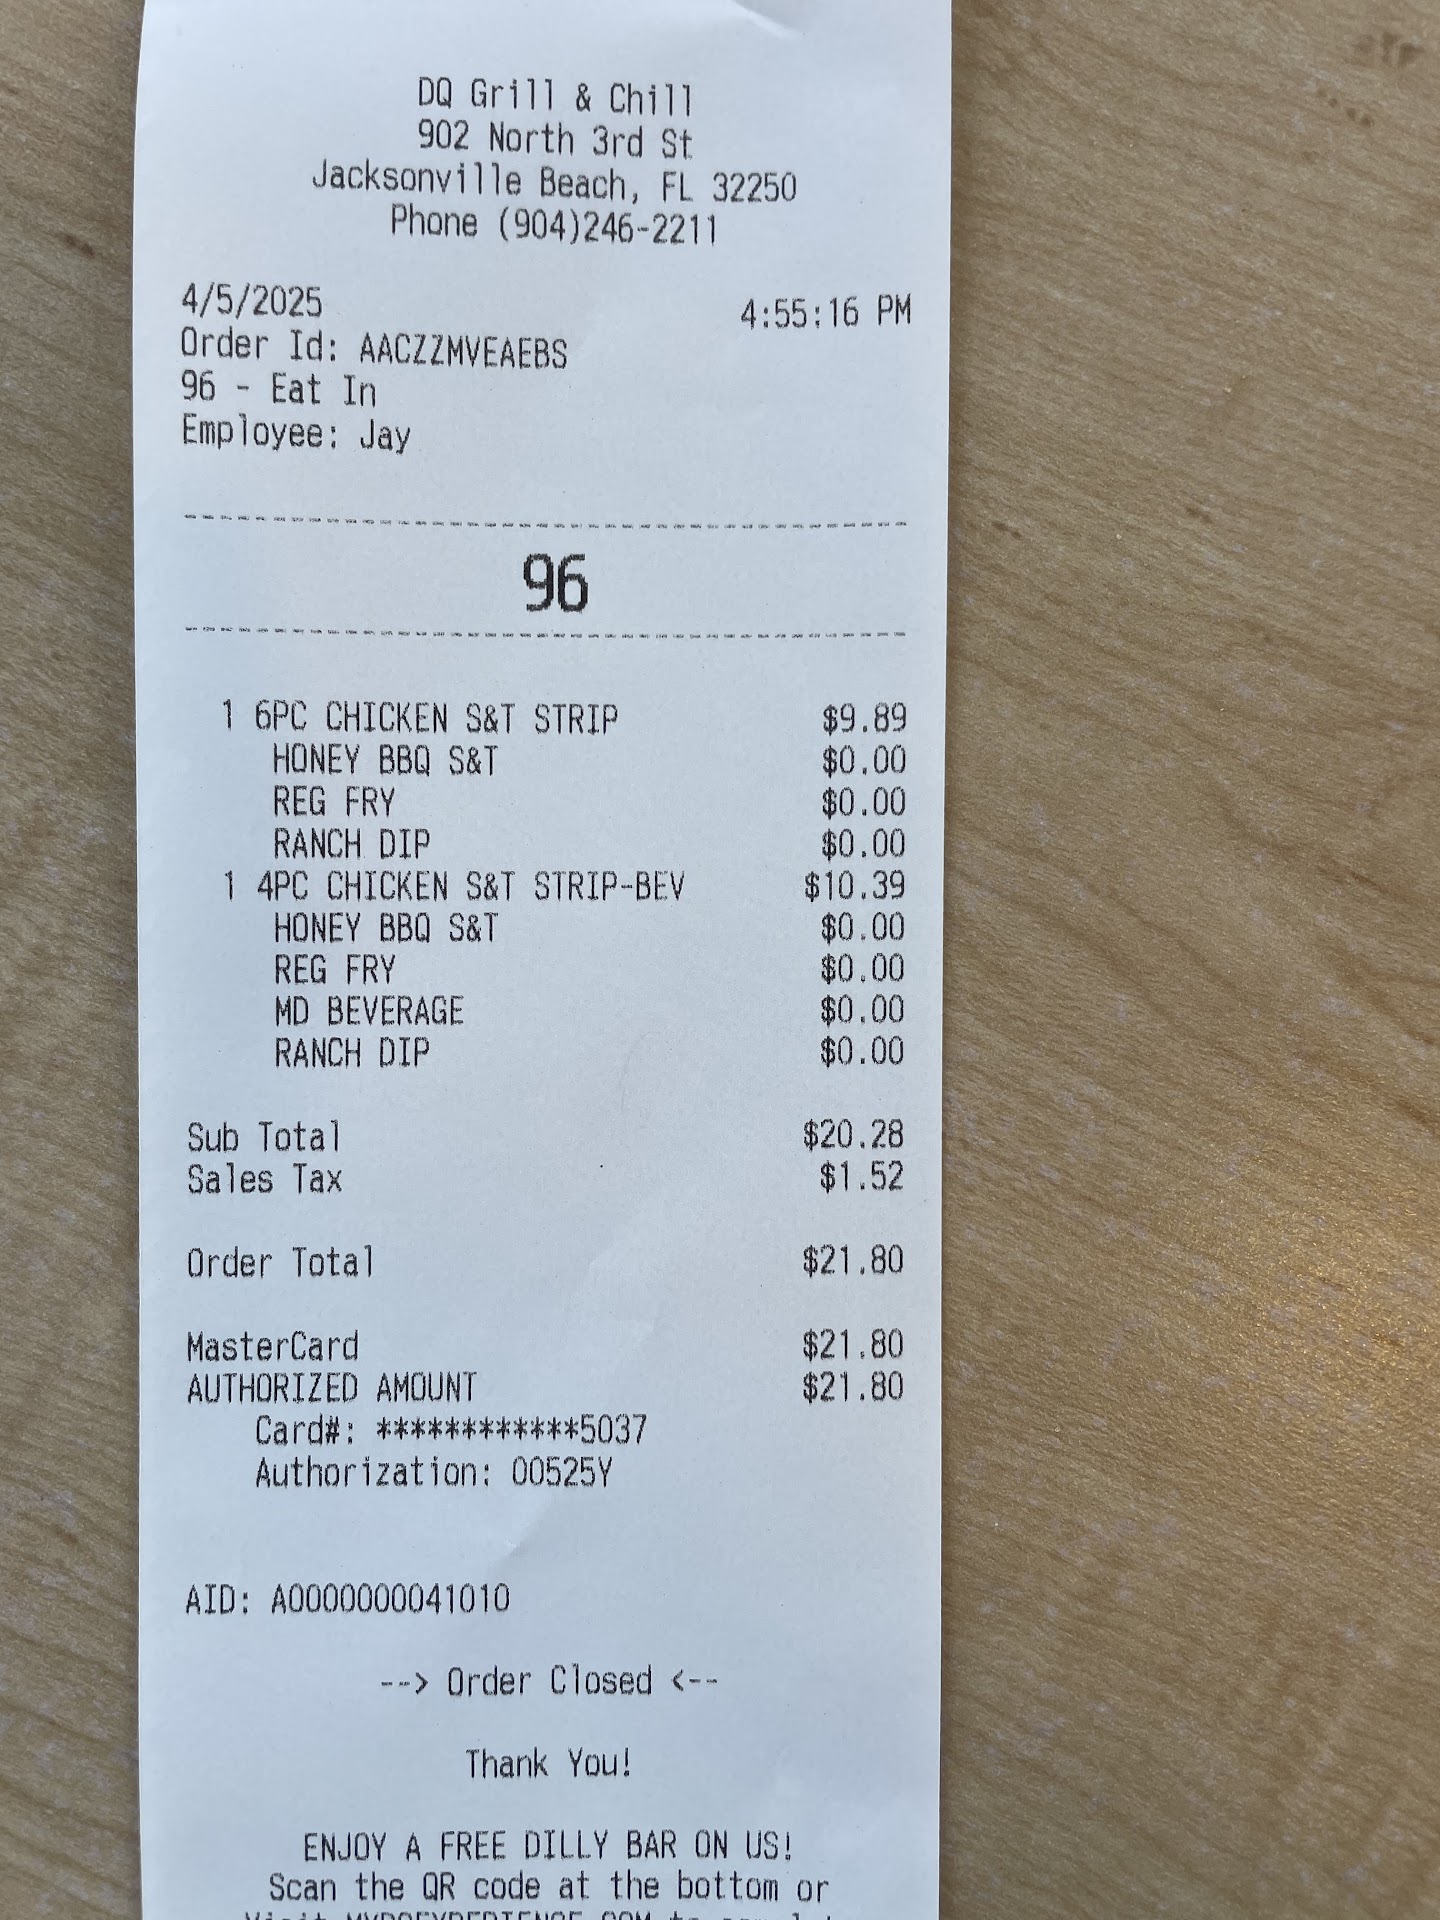 DQ Grill & Chill
902 North 3rd St
Jacksonville Beach, FL 32250
Phone (904)246-2211
4/5/2025 4:55:16 PM
Order Id: AACZZMVEAEBS
96 - Eat In
Employee: Jay
96
1 6PC CHICKEN S&T STRIP $9.89
HONEY BBQ S&T $0.00
REG FRY $0.00
RANCH DIP $0.00
1 4PC CHICKEN S&T STRIP-BEV $10.39
HONEY BBQ S&T $0.00
REG FRY $0.00
MD BEVERAGE $0.00
RANCH DIP $0.00
Sub Total $20.28
Sales Tax $1.52
Order Total $21.80
MasterCard $21.80
AUTHORIZED AMOUNT $21.80
Card#: ************5037
Authorization: 00525Y
AID: A0000000041010
--> Order Closed <--
Thank You!
ENJOY A FREE DILLY BAR ON US!
Scan the QR code at the bottom or